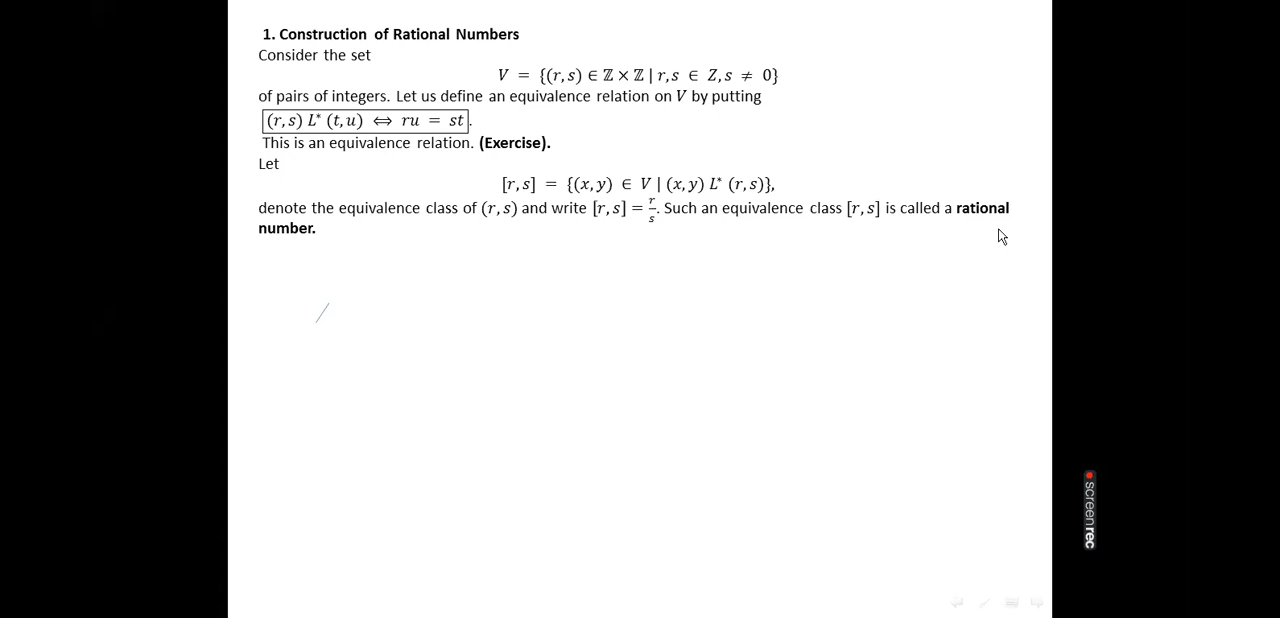 1. Construction of Rational Numbers
Consider the set
V = {(r, s) ∈ ℤ × ℤ | r, s ∈ Z, s ≠ 0}
of pairs of integers. Let us define an equivalence relation on V by putting
(r, s) L* (t, u) ⟺ ru = st.
This is an equivalence relation. (Exercise).
Let
[r, s] = {(x, y) ∈ V | (x, y) L* (r, s)},
denote the equivalence class of (r, s) and write [r, s] = r/s. Such an equivalence class [r, s] is called a rational
number.
screenrec